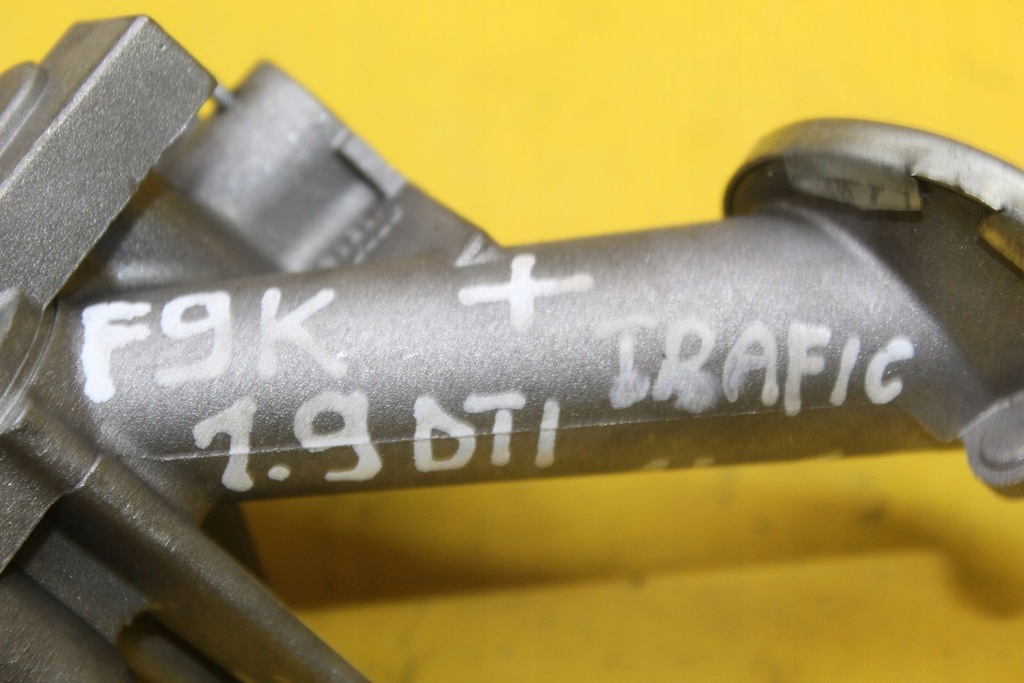 F9K + TRAFIC
1.9 DTI